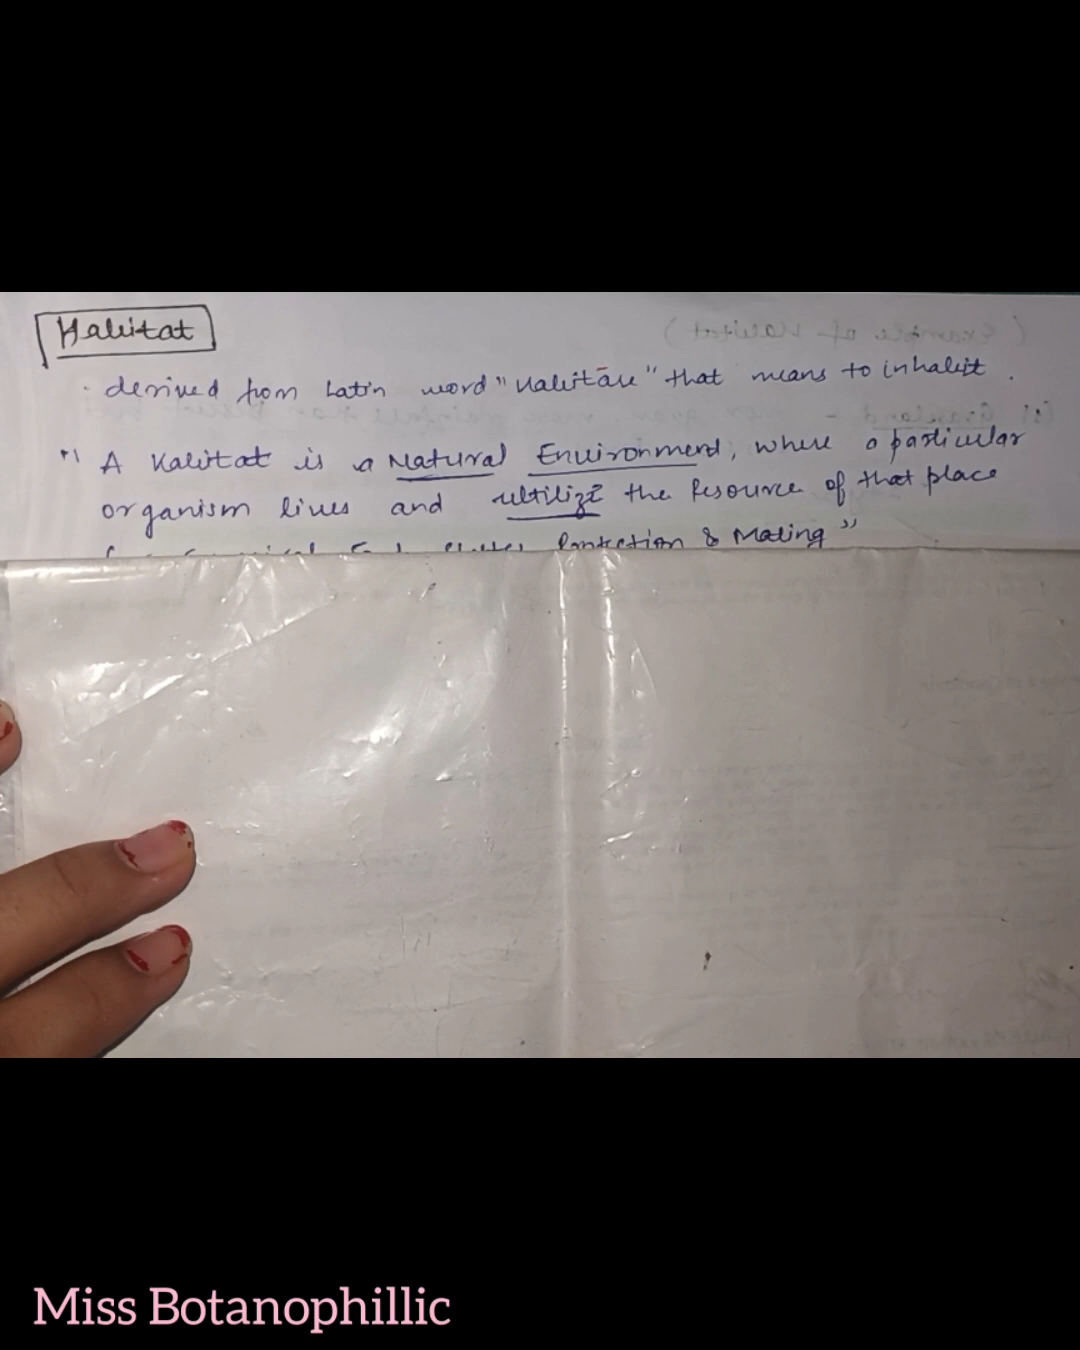 Habitat
· derived from Latin word "habitāre" that means to inhabit.
" A habitat is a Natural Environment, where a particular
organism lives and ultilize the Resource of that place
Protection & Mating"
Miss Botanophillic